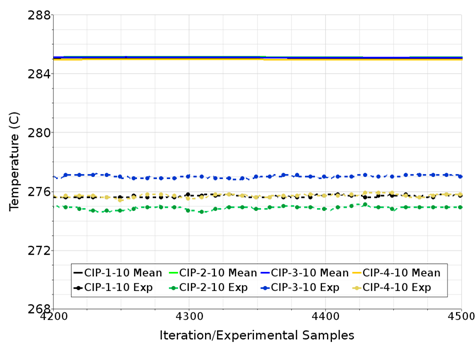 288
284
280
276
272
268
Temperature (C)
CIP-1-10 Mean CIP-2-10 Mean CIP-3-10 Mean CIP-4-10 Mean
CIP-1-10 Exp CIP-2-10 Exp CIP-3-10 Exp CIP-4-10 Exp
4200 4300 4400 4500
Iteration/Experimental Samples